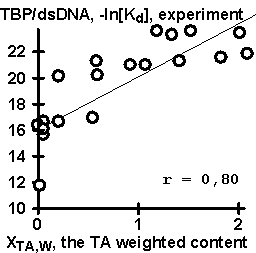 TBP/dsDNA, -ln[Kd], experiment
22
20
18
16
14
12
10
r = 0,80
0 1 2
XTA,W, the TA weighted content